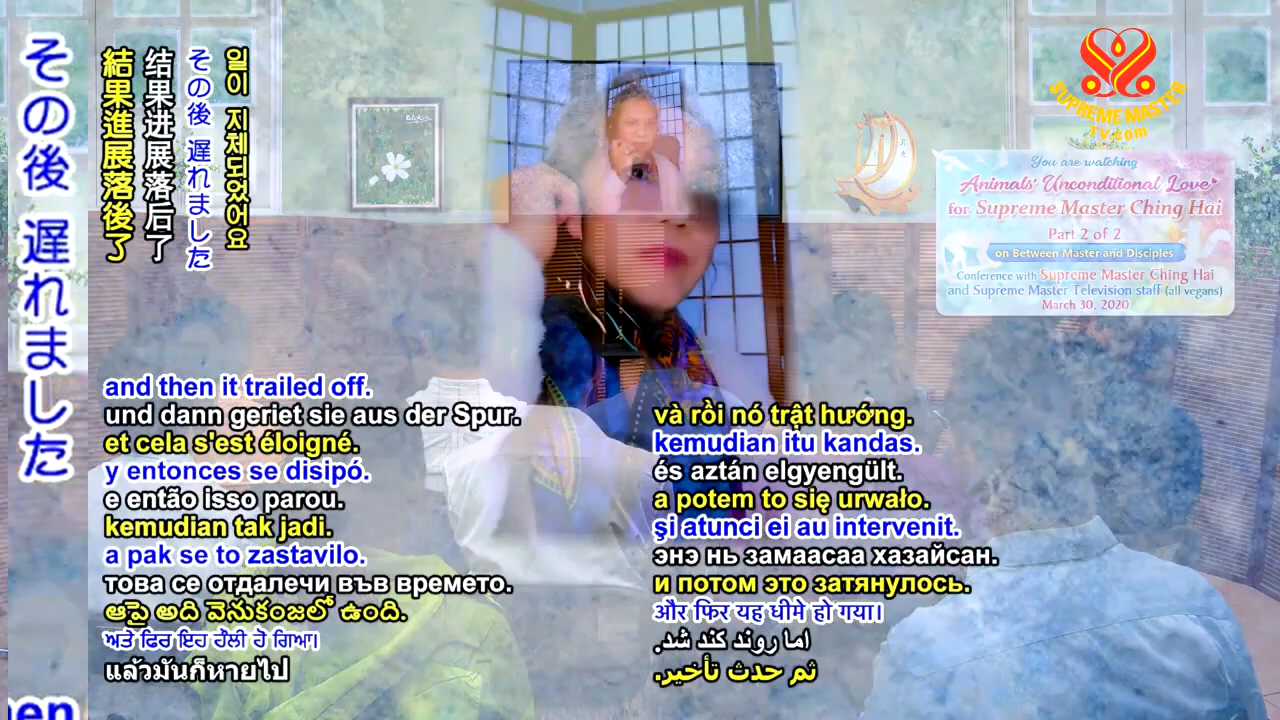 その後 遅れました
結果進展落後了
结果进展落后了
その後 遅れました
일이 지체되었어요
SUPREME MASTER
TV.com
You are watching
Animals' Unconditional Love
for Supreme Master Ching Hai
Part 2 of 2
on Between Master and Disciples
Conference with Supreme Master Ching Hai
and Supreme Master Television staff (all vegans)
March 30, 2020
and then it trailed off.
und dann geriet sie aus der Spur.
et cela s'est éloigné.
y entonces se disipó.
e então isso parou.
kemudian tak jadi.
a pak se to zastavilo.
това се отдалечи във времето.
ఆపై అది వెనుకంజలో ఉంది.
ਅਤੇ ਫਿਰ ਇਹ ਹੌਲੀ ਹੋ ਗਿਆ।
แล้วมันก็หายไป
và rồi nó trật hướng.
kemudian itu kandas.
és aztán elgyengült.
a potem to się urwało.
şi atunci ei au intervenit.
энэ нь замаасаа хазайсан.
и потом это затянулось.
और फिर यह धीमे हो गया।
اما روند کند شد.
ثم حدث تأخير.
en